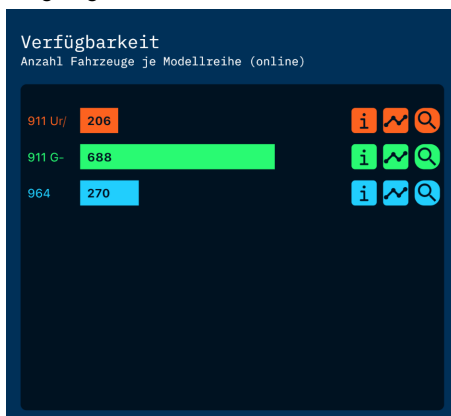 Verfügbarkeit
Anzahl Fahrzeuge je Modellreihe (online)
911 Ur/ 206 i
911 G- 688 i
964 270 i